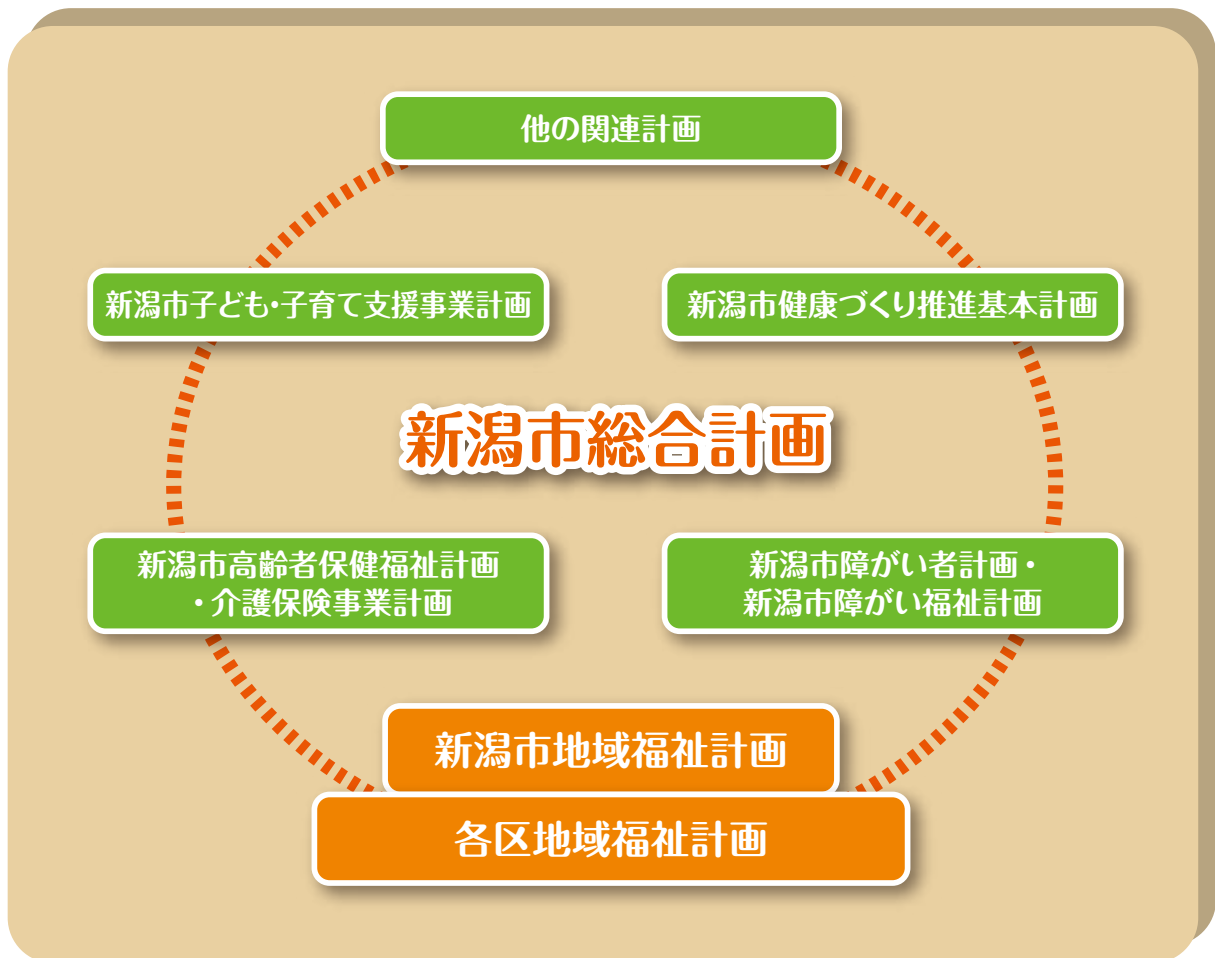 他の関連計画
新潟市子ども・子育て支援事業計画
新潟市健康づくり推進基本計画
新潟市総合計画
新潟市高齢者保健福祉計画
・介護保険事業計画
新潟市障がい者計画・
新潟市障がい福祉計画
新潟市地域福祉計画
各区地域福祉計画